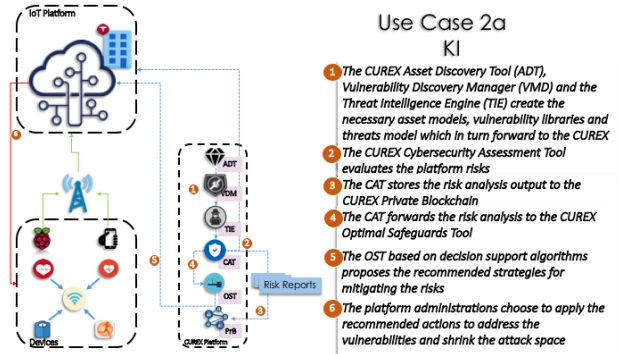 Use Case 2a
KI
IoT Platform
T
6
Devices
ADT
1
VDM
TIE
2
CAT
4
5
OST
Risk Reports
3
PrB
CUREX Platform
1 The CUREX Asset Discovery Tool (ADT),
Vulnerability Discovery Manager (VMD) and the
Threat Intelligence Engine (TIE) create the
necessary asset models, vulnerability libraries and
threats model which in turn forward to the CUREX
2 The CUREX Cybersecurity Assessment Tool
evaluates the platform risks
3 The CAT stores the risk analysis output to the
CUREX Private Blockchain
4 The CAT forwards the risk analysis to the CUREX
Optimal Safeguards Tool
5 The OST based on decision support algorithms
proposes the recommended strategies for
mitigating the risks
6 The platform administrations choose to apply the
recommended actions to address the
vulnerabilities and shrink the attack space